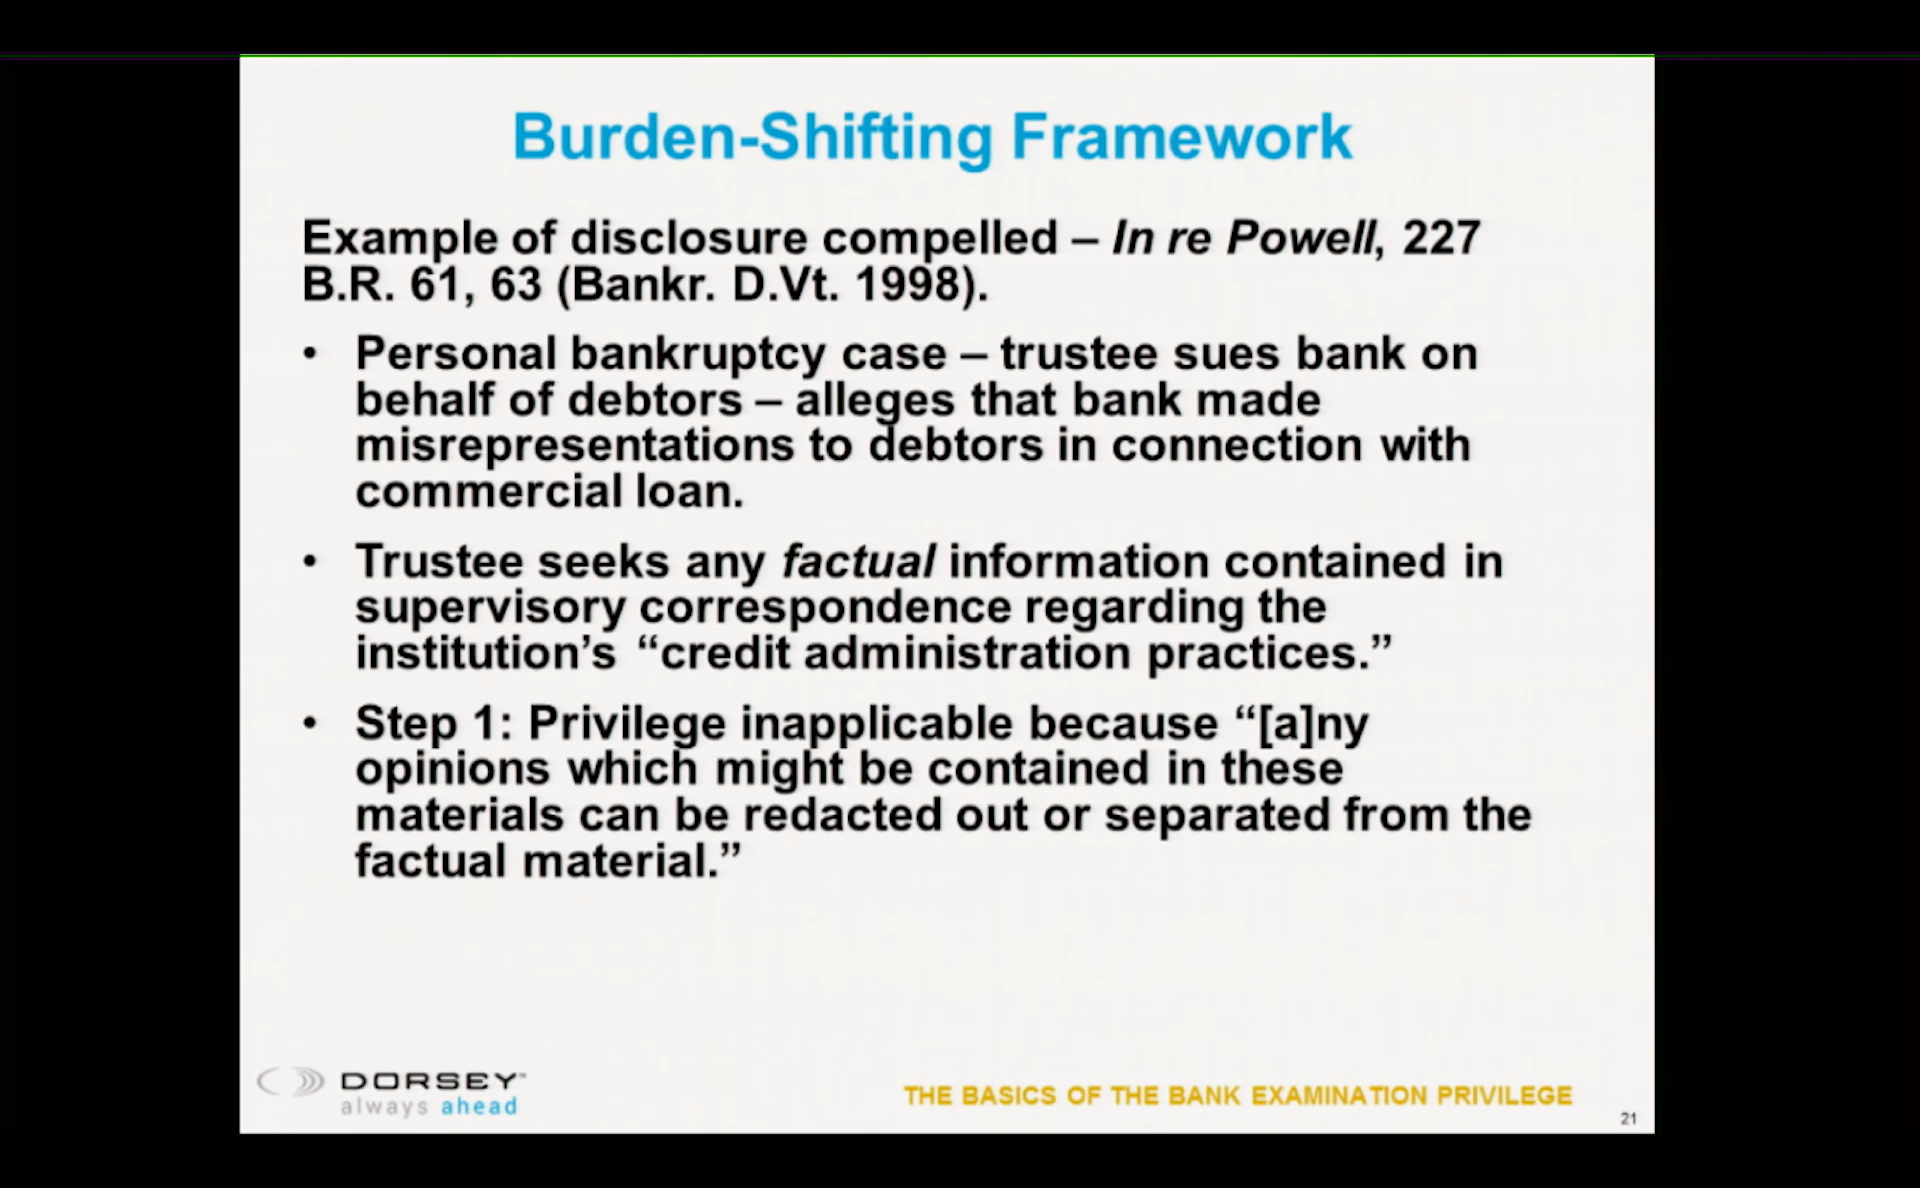 Burden-Shifting Framework
Example of disclosure compelled – In re Powell, 227
B.R. 61, 63 (Bankr. D.Vt. 1998).
• Personal bankruptcy case – trustee sues bank on
behalf of debtors – alleges that bank made
misrepresentations to debtors in connection with
commercial loan.
• Trustee seeks any factual information contained in
supervisory correspondence regarding the
institution’s “credit administration practices.”
• Step 1: Privilege inapplicable because “[a]ny
opinions which might be contained in these
materials can be redacted out or separated from the
factual material.”
DORSEY™
always ahead
THE BASICS OF THE BANK EXAMINATION PRIVILEGE
21